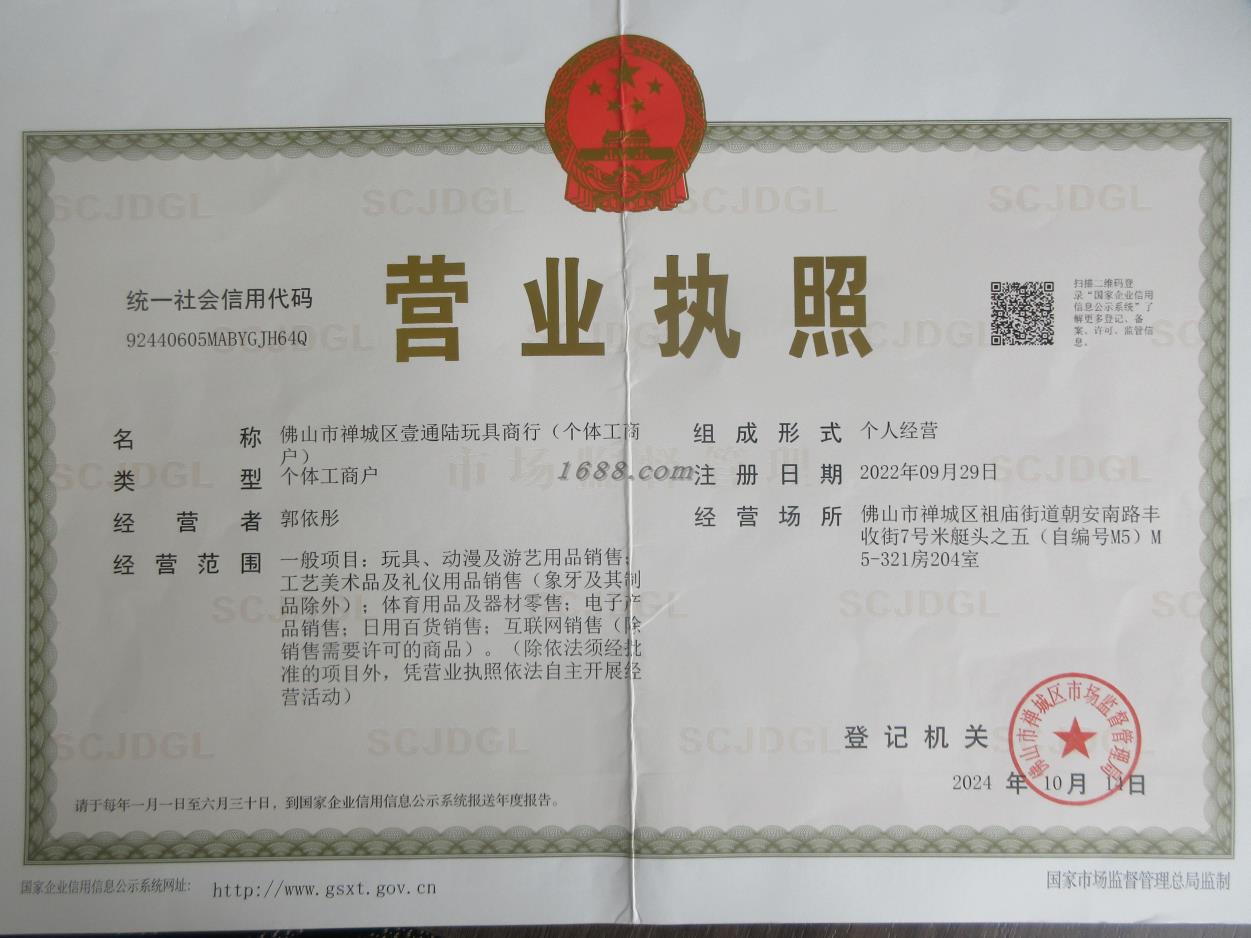 营业执照
统一社会信用代码
92440605MABYGJH64Q
扫描二维码登
录“国家企业信用
信息公示系统”了
解更多登记、备
案、许可、监管信
息。
名称 佛山市禅城区壹通陆玩具商行（个体工商
户）
类型 个体工商户
经营者 郭依彤
经营范围 一般项目：玩具、动漫及游艺用品销售；
工艺美术品及礼仪用品销售（象牙及其制
品除外）；体育用品及器材零售；电子产
品销售；日用百货销售；互联网销售（除
销售需要许可的商品）。（除依法须经批
准的项目外，凭营业执照依法自主开展经
营活动）
组成形式 个人经营
注册日期 2022年09月29日
经营场所 佛山市禅城区祖庙街道朝安南路丰
收街7号米艇头之五（自编号M5）M
5-321房204室
1688.com
市场监督管理
SCJDGL
登记机关
佛山市禅城区市场监督管理局
2024 年 10 月 14 日
请于每年一月一日至六月三十日，到国家企业信用信息公示系统报送年度报告。
国家企业信用信息公示系统网址：http://www.gsxt.gov.cn
国家市场监督管理总局监制